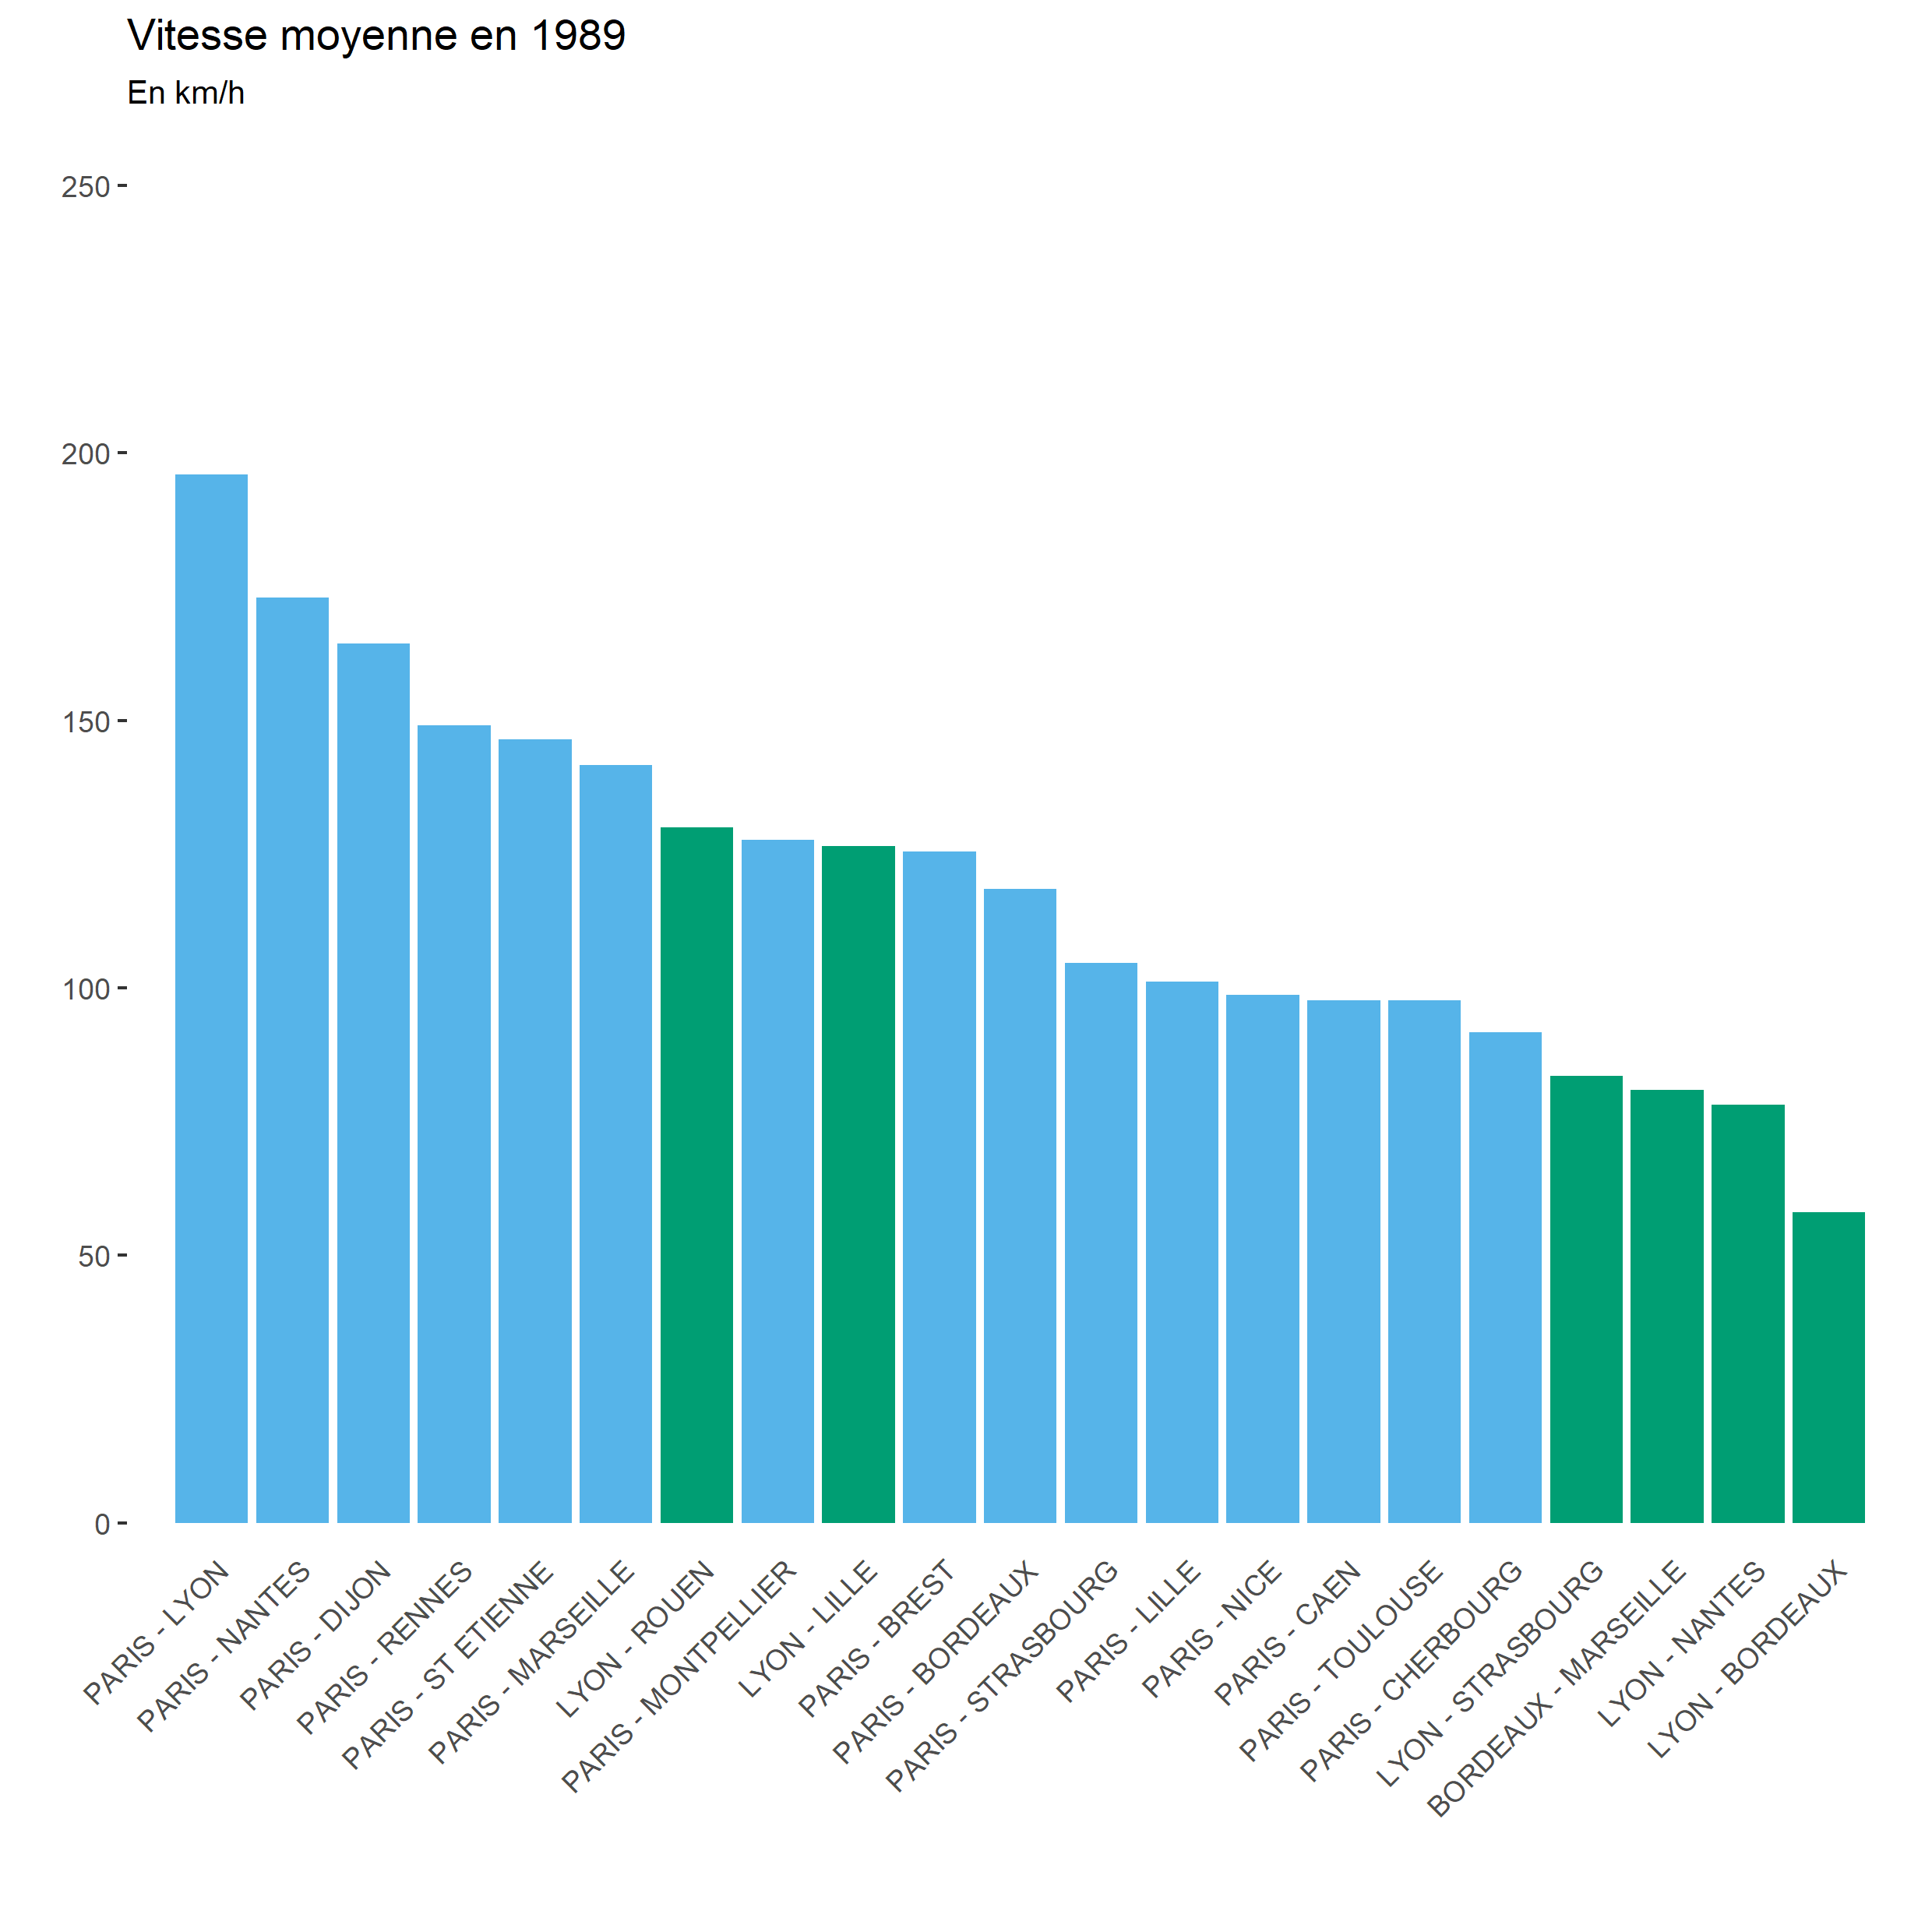 Vitesse moyenne en 1989
En km/h
250
200
150
100
50
0
PARIS - LYON
PARIS - NANTES
PARIS - DIJON
PARIS - RENNES
PARIS - ST ETIENNE
PARIS - MARSEILLE
LYON - ROUEN
PARIS - MONTPELLIER
LYON - LILLE
PARIS - BREST
PARIS - BORDEAUX
PARIS - STRASBOURG
PARIS - LILLE
PARIS - NICE
PARIS - CAEN
PARIS - TOULOUSE
PARIS - CHERBOURG
LYON - STRASBOURG
BORDEAUX - MARSEILLE
LYON - NANTES
LYON - BORDEAUX